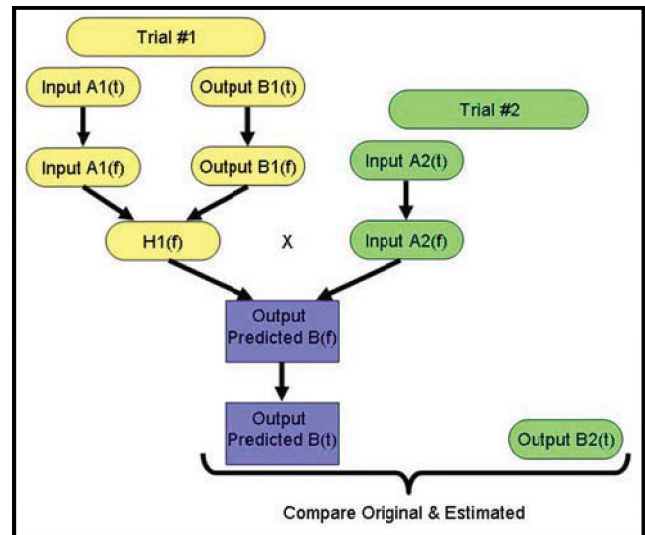 Trial #1
Input A1(t)
Output B1(t)
Trial #2
Input A2(t)
Input A1(f)
Output B1(f)
H1(f)
X
Input A2(f)
Output
Predicted B(f)
Output
Predicted B(t)
Output B2(t)
Compare Original & Estimated